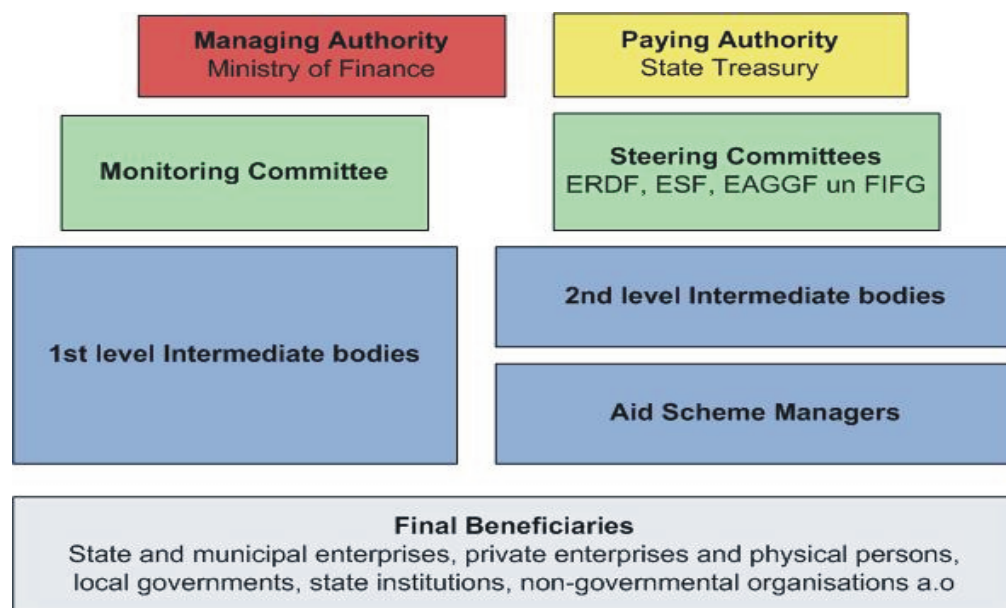 Managing Authority
Ministry of Finance
Paying Authority
State Treasury
Monitoring Committee
Steering Committees
ERDF, ESF, EAGGF un FIFG
1st level Intermediate bodies
2nd level Intermediate bodies
Aid Scheme Managers
Final Beneficiaries
State and municipal enterprises, private enterprises and physical persons,
local governments, state institutions, non-governmental organisations a.o